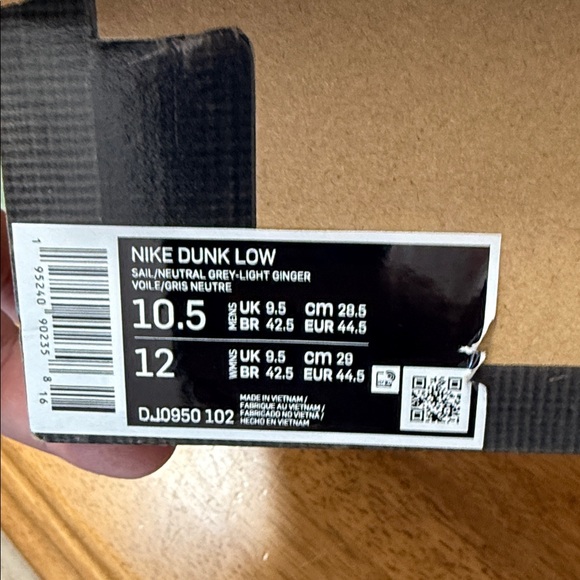 NIKE DUNK LOW
SAIL/NEUTRAL GREY-LIGHT GINGER
VOILE/GRIS NEUTRE
10.5 MENS UK 9.5 cm 28.5
BR 42.5 EUR 44.5
12 WMNS UK 9.5 cm 29
BR 42.5 EUR 44.5
DJ0950 102
MADE IN VIETNAM /
FABRIQUE AU VIETNAM /
FABRICADO NO VIETNÃ /
HECHO EN VIETNAM
1 95240 90235 8 16